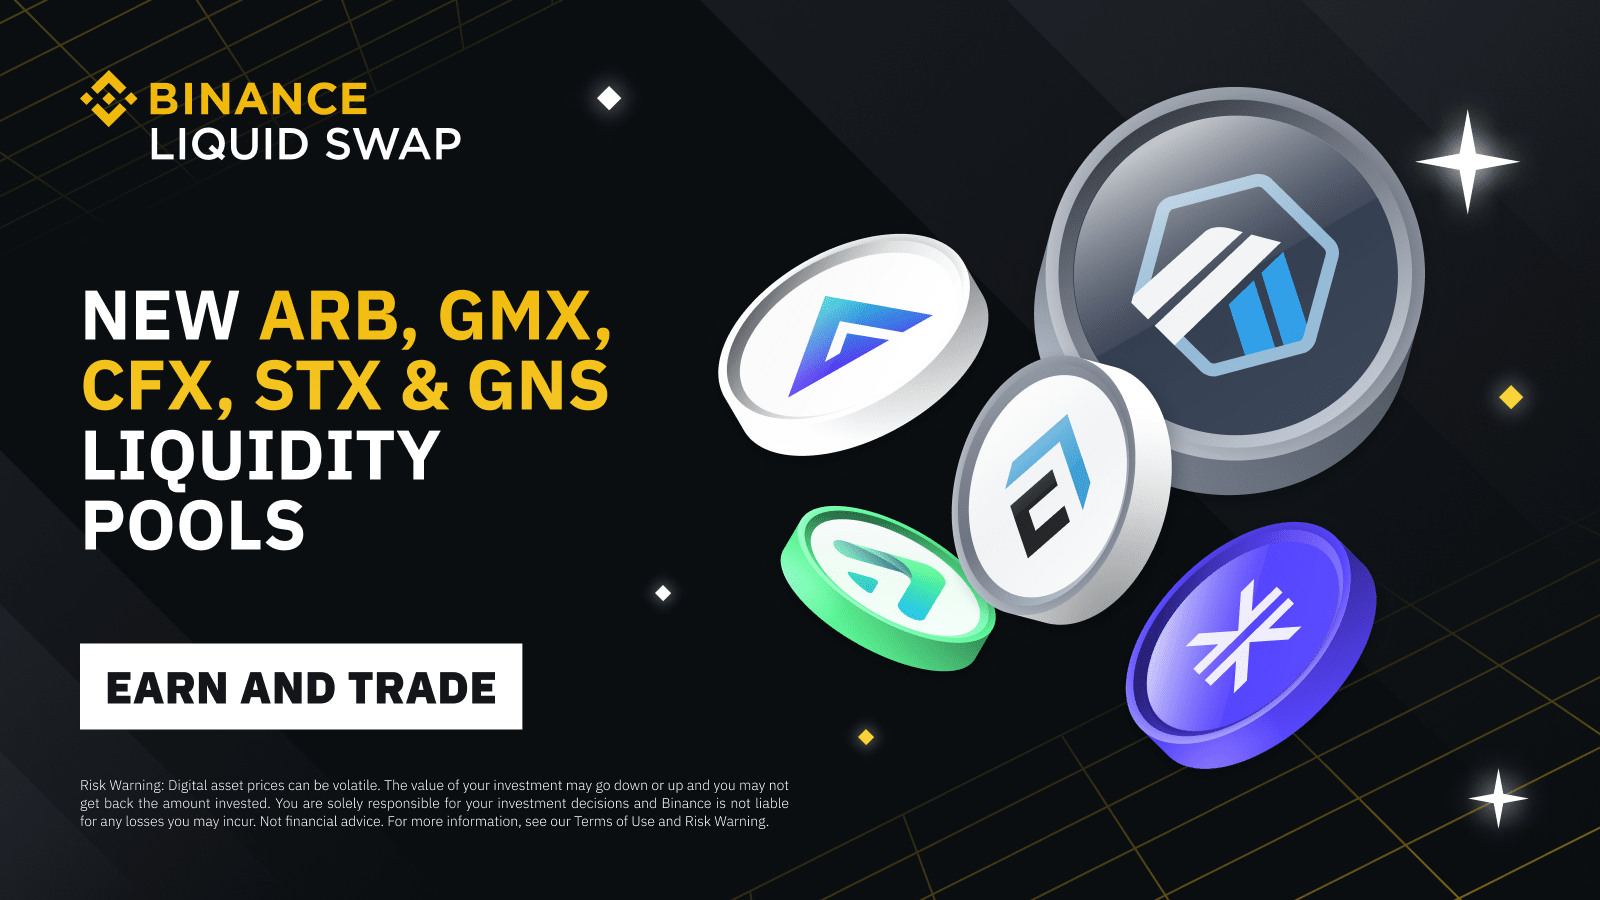 BINANCE
LIQUID SWAP
NEW ARB, GMX,
CFX, STX & GNS
LIQUIDITY
POOLS
EARN AND TRADE
Risk Warning: Digital asset prices can be volatile. The value of your investment may go down or up and you may not
get back the amount invested. You are solely responsible for your investment decisions and Binance is not liable
for any losses you may incur. Not financial advice. For more information, see our Terms of Use and Risk Warning.